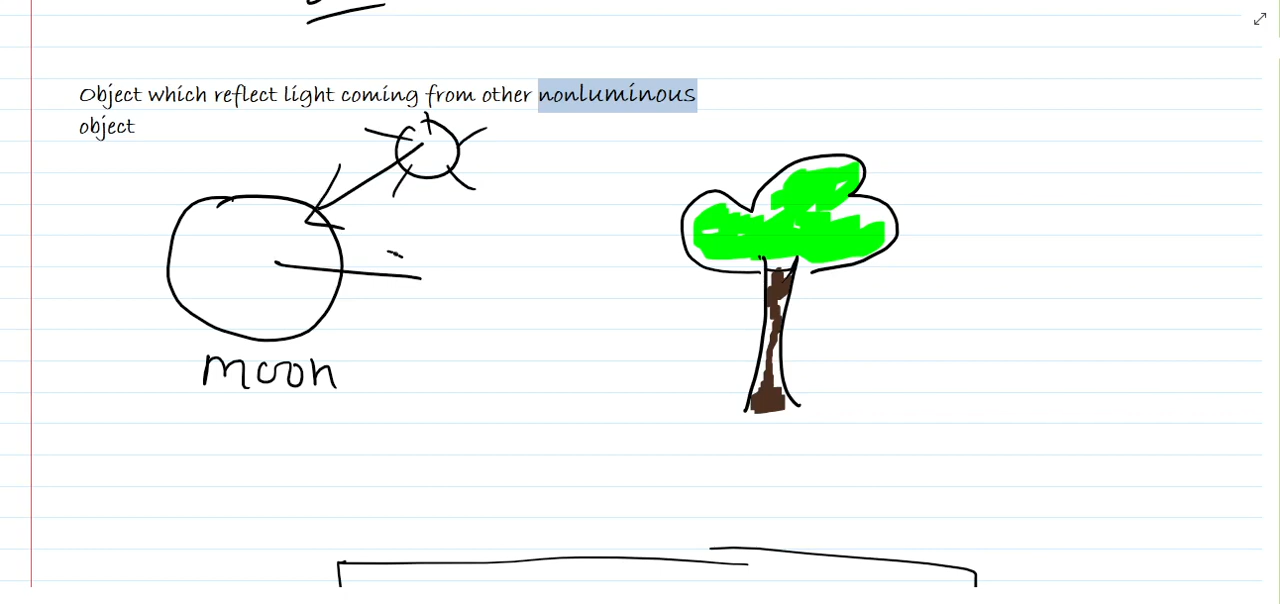 Object which reflect light coming from other nonluminous
object
moon